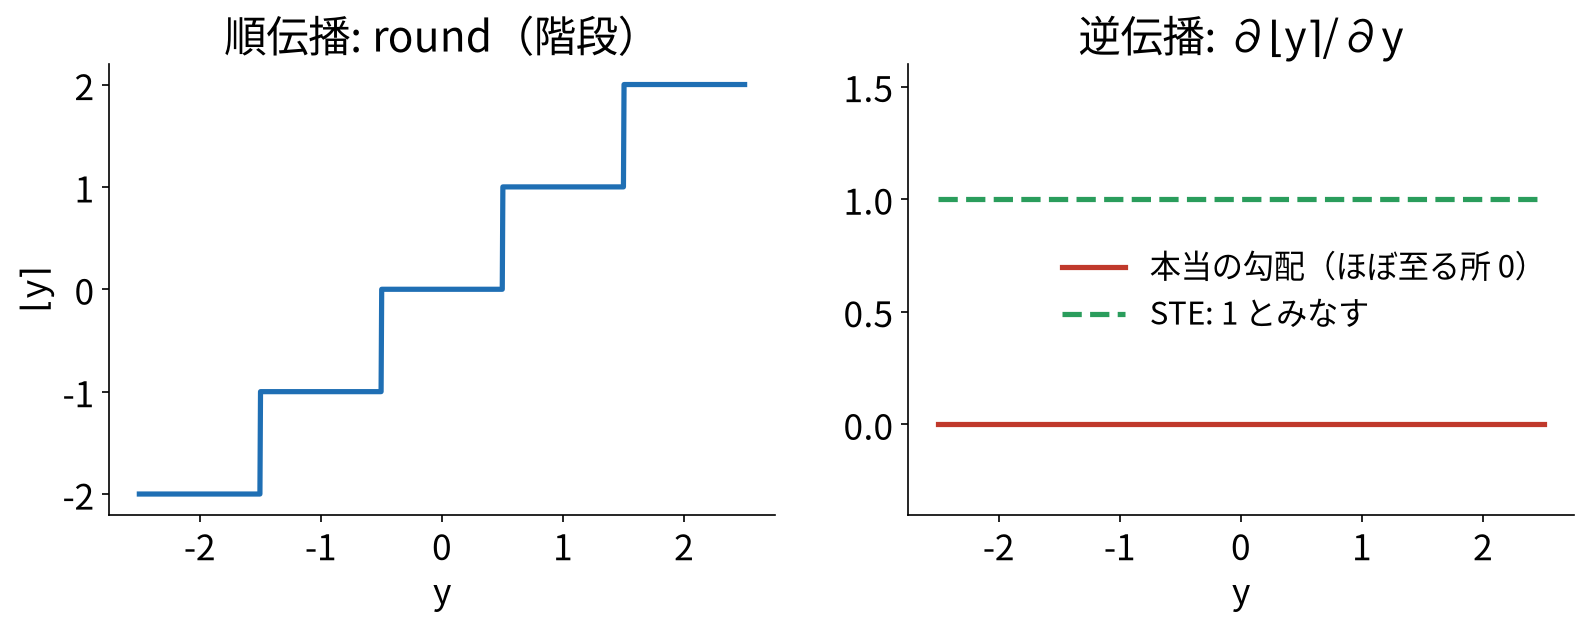 順伝播: round（階段）
2
1
0
-1
-2
⌊y⌉
-2 -1 0 1 2
y
逆伝播: ∂⌊y⌉/∂y
1.5
1.0
0.5
0.0
本当の勾配（ほぼ至る所 0）
STE: 1 とみなす
-2 -1 0 1 2
y